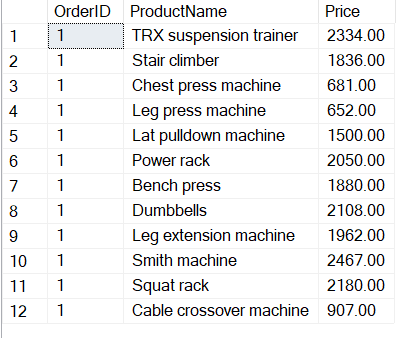 OrderID ProductName Price
1 1 TRX suspension trainer 2334.00
2 1 Stair climber 1836.00
3 1 Chest press machine 681.00
4 1 Leg press machine 652.00
5 1 Lat pulldown machine 1500.00
6 1 Power rack 2050.00
7 1 Bench press 1880.00
8 1 Dumbbells 2108.00
9 1 Leg extension machine 1962.00
10 1 Smith machine 2467.00
11 1 Squat rack 2180.00
12 1 Cable crossover machine 907.00